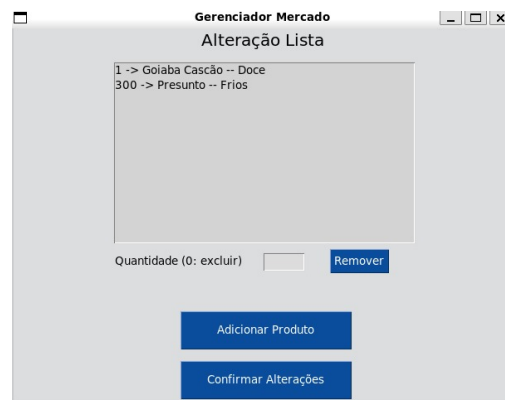 Gerenciador Mercado
Alteração Lista
1 -> Goiaba Cascão -- Doce
300 -> Presunto -- Frios
Quantidade (0: excluir) Remover
Adicionar Produto
Confirmar Alterações